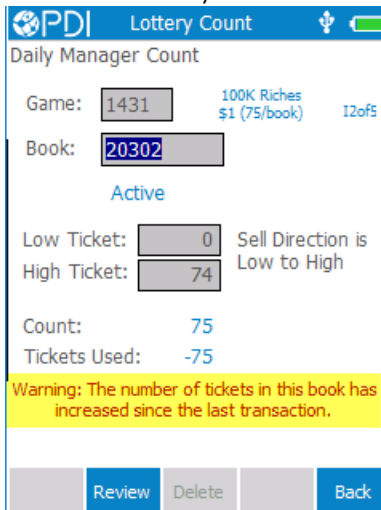 PDI Lottery Count
Daily Manager Count
Game: 1431 100K Riches
$1 (75/book) I2of5
Book: 20302
Active
Low Ticket: 0 Sell Direction is
High Ticket: 74 Low to High
Count: 75
Tickets Used: -75
Warning: The number of tickets in this book has
increased since the last transaction.
Review Delete Back